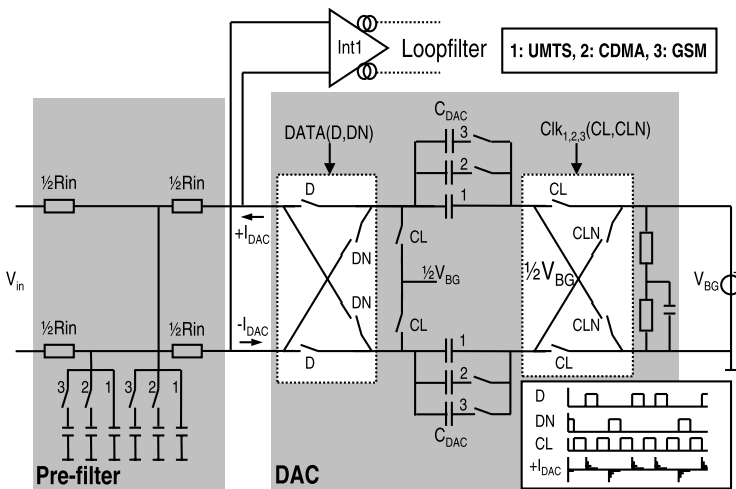 Int1
Loopfilter
1: UMTS, 2: CDMA, 3: GSM
C_DAC
DATA(D,DN)
3
Clk_1,2,3(CL,CLN)
2
½Rin
½Rin
D
1
CL
+I_DAC
CL
CLN
DN
V_in
½V_BG
½V_BG
V_BG
DN
½Rin
½Rin
-I_DAC
CL
CLN
D
1
CL
2
3
2
1
3
2
1
3
C_DAC
D
DN
CL
+I_DAC
Pre-filter
DAC